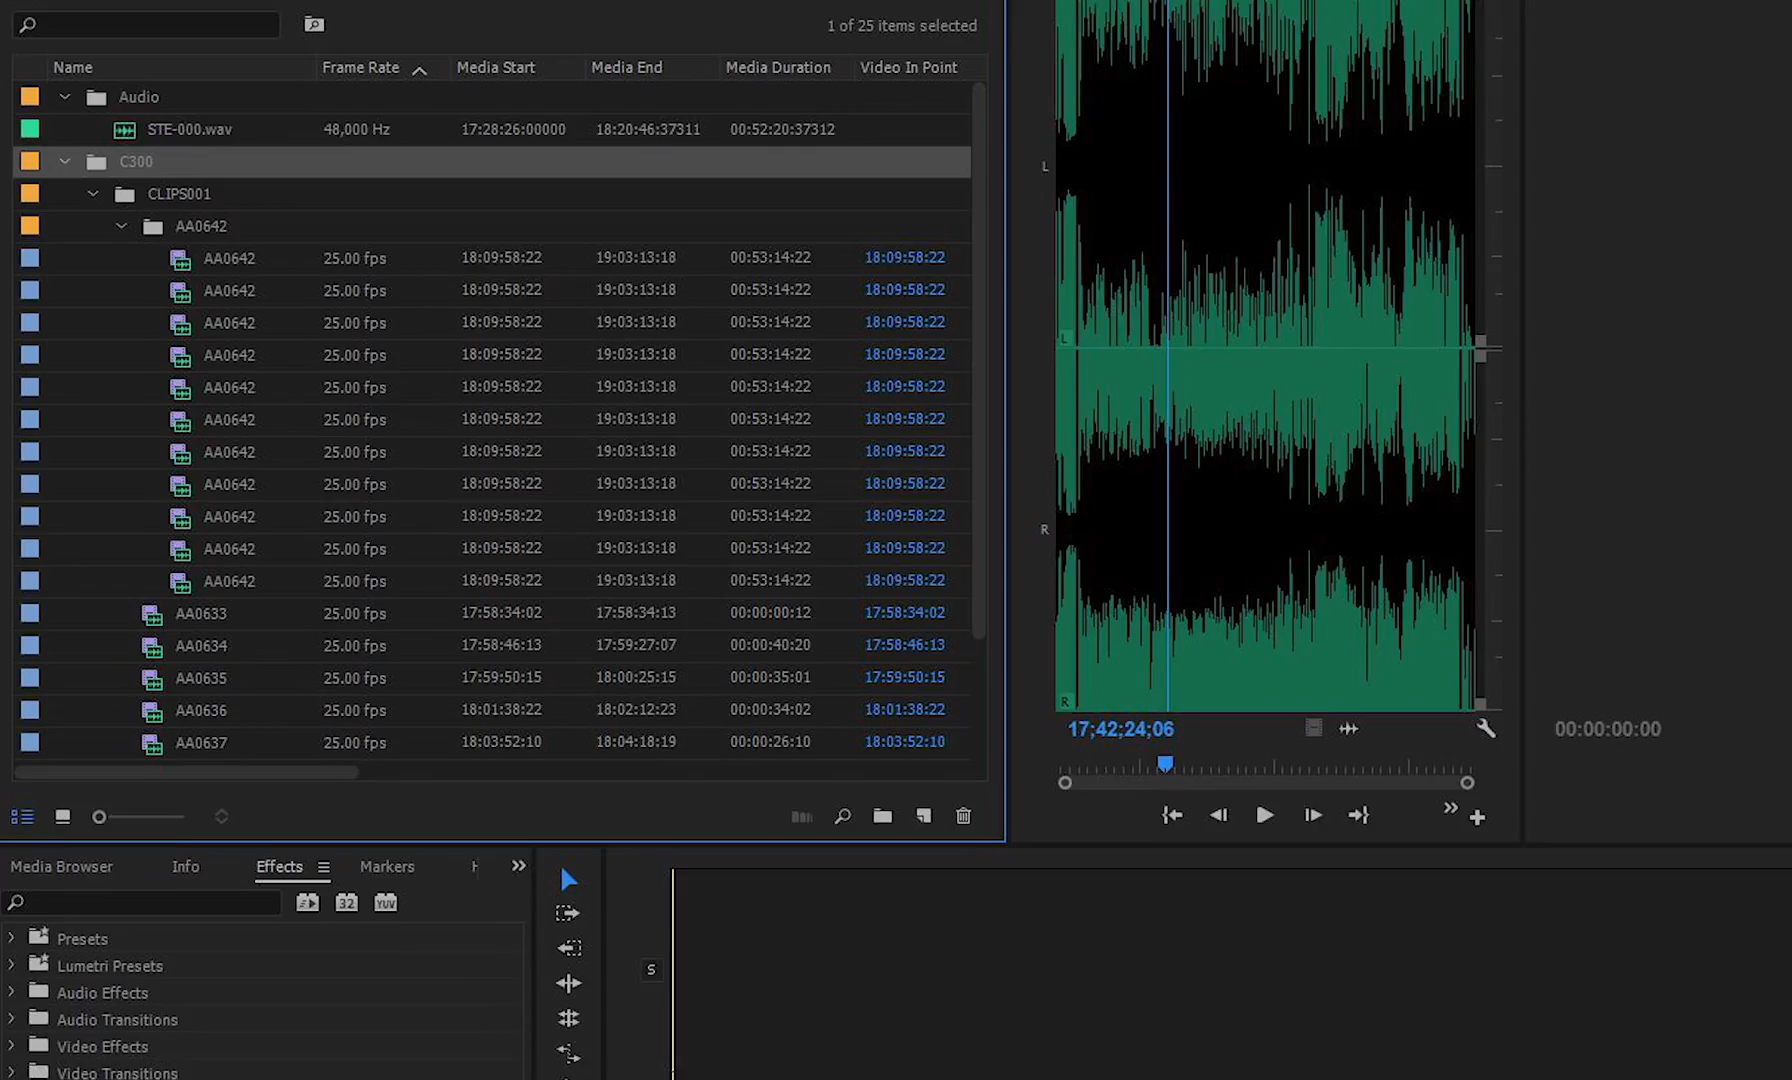 1 of 25 items selected
Name Frame Rate Media Start Media End Media Duration Video In Point
Audio
STE-000.wav 48,000 Hz 17:28:26:00000 18:20:46:37311 00:52:20:37312
C300
CLIPS001
AA0642
AA0642 25.00 fps 18:09:58:22 19:03:13:18 00:53:14:22 18:09:58:22
AA0642 25.00 fps 18:09:58:22 19:03:13:18 00:53:14:22 18:09:58:22
AA0642 25.00 fps 18:09:58:22 19:03:13:18 00:53:14:22 18:09:58:22
AA0642 25.00 fps 18:09:58:22 19:03:13:18 00:53:14:22 18:09:58:22
AA0642 25.00 fps 18:09:58:22 19:03:13:18 00:53:14:22 18:09:58:22
AA0642 25.00 fps 18:09:58:22 19:03:13:18 00:53:14:22 18:09:58:22
AA0642 25.00 fps 18:09:58:22 19:03:13:18 00:53:14:22 18:09:58:22
AA0642 25.00 fps 18:09:58:22 19:03:13:18 00:53:14:22 18:09:58:22
AA0642 25.00 fps 18:09:58:22 19:03:13:18 00:53:14:22 18:09:58:22
AA0642 25.00 fps 18:09:58:22 19:03:13:18 00:53:14:22 18:09:58:22
AA0642 25.00 fps 18:09:58:22 19:03:13:18 00:53:14:22 18:09:58:22
AA0633 25.00 fps 17:58:34:02 17:58:34:13 00:00:00:12 17:58:34:02
AA0634 25.00 fps 17:58:46:13 17:59:27:07 00:00:40:20 17:58:46:13
AA0635 25.00 fps 17:59:50:15 18:00:25:15 00:00:35:01 17:59:50:15
AA0636 25.00 fps 18:01:38:22 18:02:12:23 00:00:34:02 18:01:38:22
AA0637 25.00 fps 18:03:52:10 18:04:18:19 00:00:26:10 18:03:52:10
L
L
R
R
17;42;24;06
00:00:00:00
Media Browser Info Effects Markers
32 YUV
Presets
Lumetri Presets
Audio Effects
Audio Transitions
Video Effects
Video Transitions
S